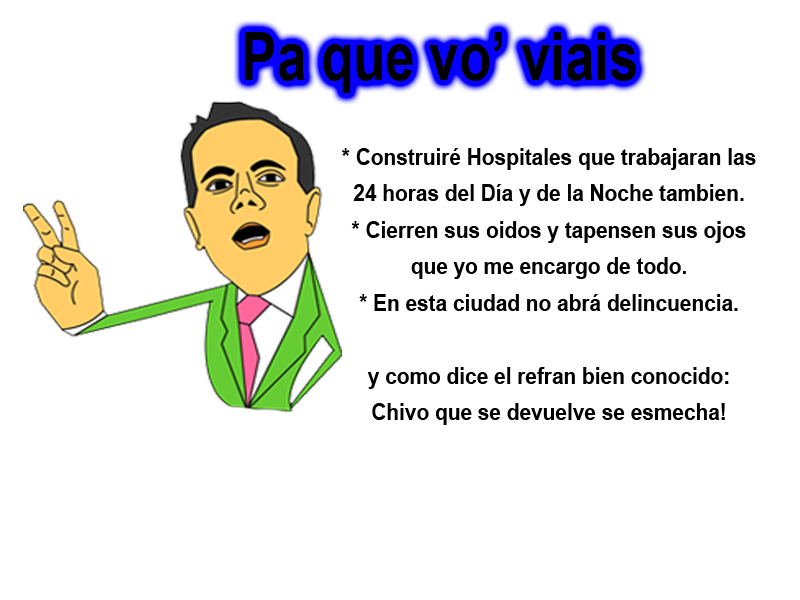 Pa que vo’ viais
* Construiré Hospitales que trabajaran las
24 horas del Día y de la Noche tambien.
* Cierren sus oidos y tapensen sus ojos
que yo me encargo de todo.
* En esta ciudad no abrá delincuencia.
y como dice el refran bien conocido:
Chivo que se devuelve se esmecha!